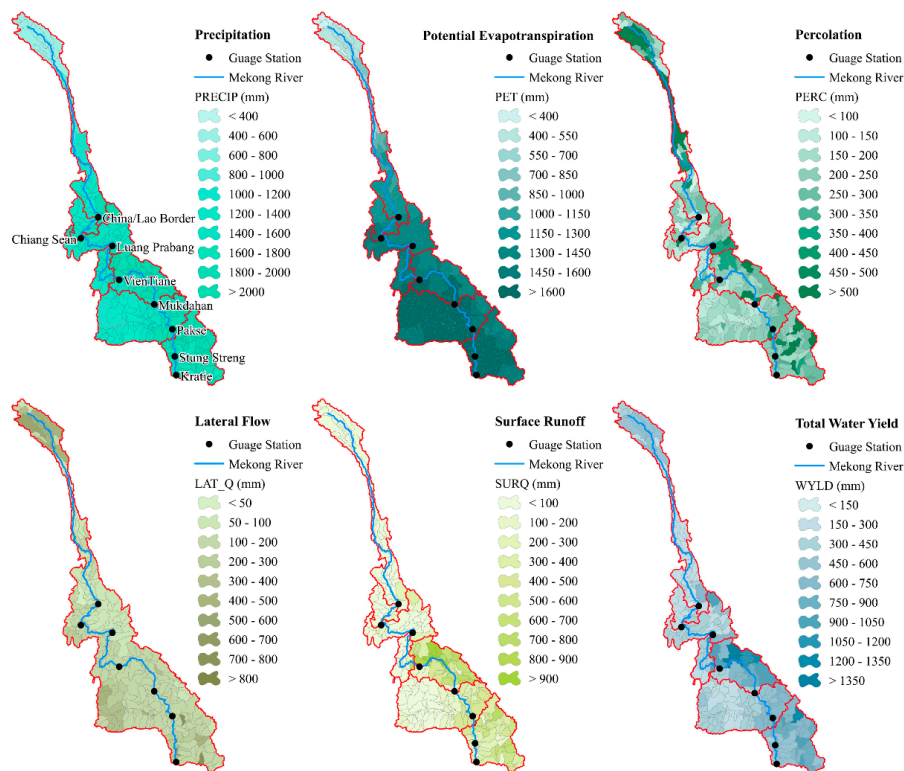 Precipitation
Guage Station
Mekong River
PRECIP (mm)
< 400
400 - 600
600 - 800
800 - 1000
1000 - 1200
1200 - 1400
1400 - 1600
1600 - 1800
1800 - 2000
> 2000
China/Lao Border
Chiang Sean
Luang Prabang
VienTiane
Mukdahan
Pakse
Stung Streng
Kratie
Potential Evapotranspiration
Guage Station
Mekong River
PET (mm)
< 400
400 - 550
550 - 700
700 - 850
850 - 1000
1000 - 1150
1150 - 1300
1300 - 1450
1450 - 1600
> 1600
Percolation
Guage Station
Mekong River
PERC (mm)
< 100
100 - 150
150 - 200
200 - 250
250 - 300
300 - 350
350 - 400
400 - 450
450 - 500
> 500
Lateral Flow
Guage Station
Mekong River
LAT_Q (mm)
< 50
50 - 100
100 - 200
200 - 300
300 - 400
400 - 500
500 - 600
600 - 700
700 - 800
> 800
Surface Runoff
Guage Station
Mekong River
SURQ (mm)
< 100
100 - 200
200 - 300
300 - 400
400 - 500
500 - 600
600 - 700
700 - 800
800 - 900
> 900
Total Water Yield
Guage Station
Mekong River
WYLD (mm)
< 150
150 - 300
300 - 450
450 - 600
600 - 750
750 - 900
900 - 1050
1050 - 1200
1200 - 1350
> 1350